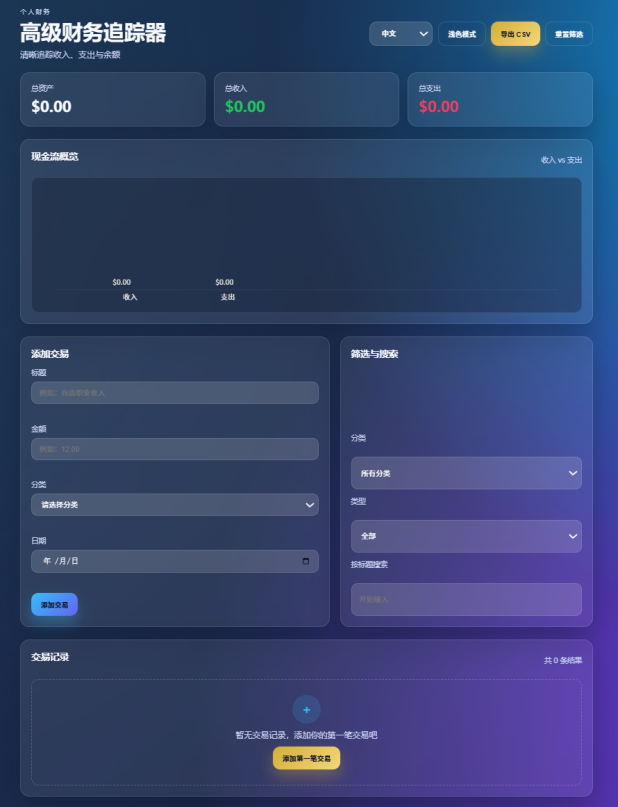 个人财务
高级财务追踪器
清晰追踪收入、支出与余额
中文 浅色模式 导出 CSV 重置筛选
总资产 总收入 总支出
$0.00 $0.00 $0.00
现金流概览 收入 vs 支出
$0.00 $0.00
收入 支出
添加交易
标题
例如：自由职业收入
金额
例如：12.00
分类
请选择分类
日期
年 /月/日
添加交易
筛选与搜索
分类
所有分类
类型
全部
按标题搜索
开始输入
交易记录 共 0 条结果
+
暂无交易记录，添加你的第一笔交易吧
添加第一笔交易